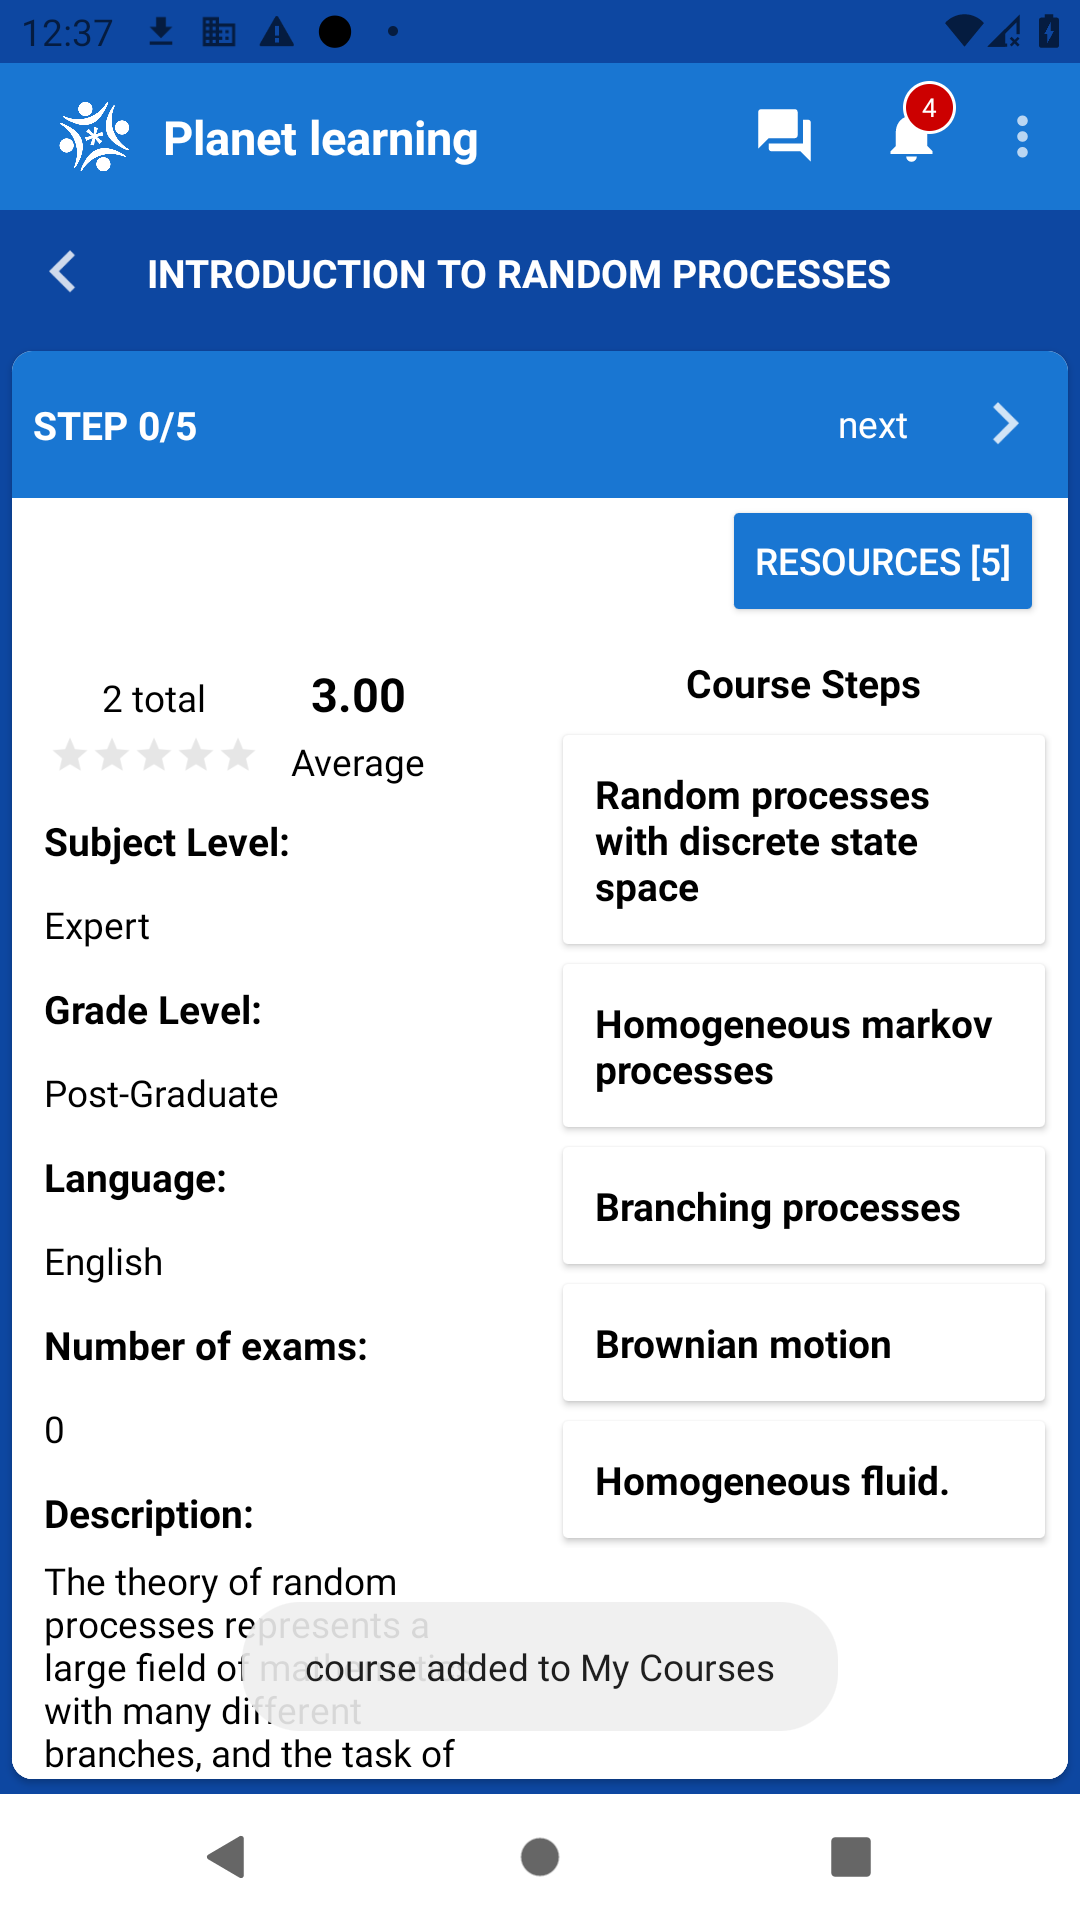 12:37
Planet learning
4
INTRODUCTION TO RANDOM PROCESSES
STEP 0/5
next
RESOURCES [5]
2 total
3.00
Average
Subject Level:
Expert
Grade Level:
Post-Graduate
Language:
English
Number of exams:
0
Description:
The theory of random
processes represents a
large field of mathematics
with many different
branches, and the task of
Course Steps
Random processes
with discrete state
space
Homogeneous markov
processes
Branching processes
Brownian motion
Homogeneous fluid.
course added to My Courses